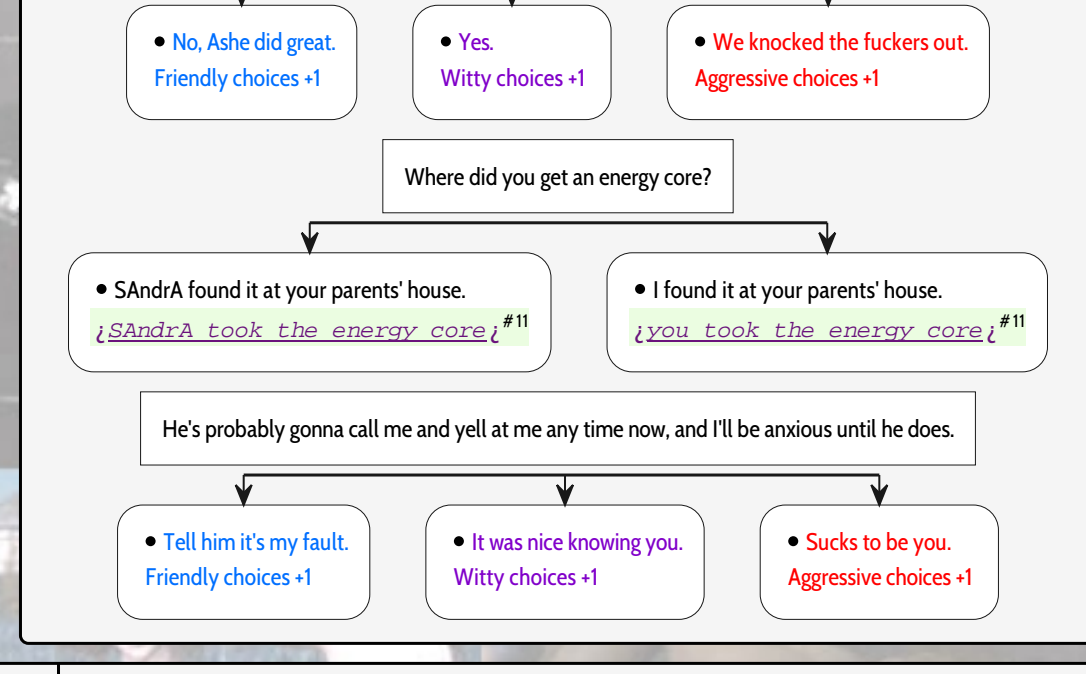 • No, Ashe did great.
Friendly choices +1
• Yes.
Witty choices +1
• We knocked the fuckers out.
Aggressive choices +1
Where did you get an energy core?
• SAndrA found it at your parents' house.
¿SAndrA took the energy core¿#11
• I found it at your parents' house.
¿you took the energy core¿#11
He's probably gonna call me and yell at me any time now, and I'll be anxious until he does.
• Tell him it's my fault.
Friendly choices +1
• It was nice knowing you.
Witty choices +1
• Sucks to be you.
Aggressive choices +1